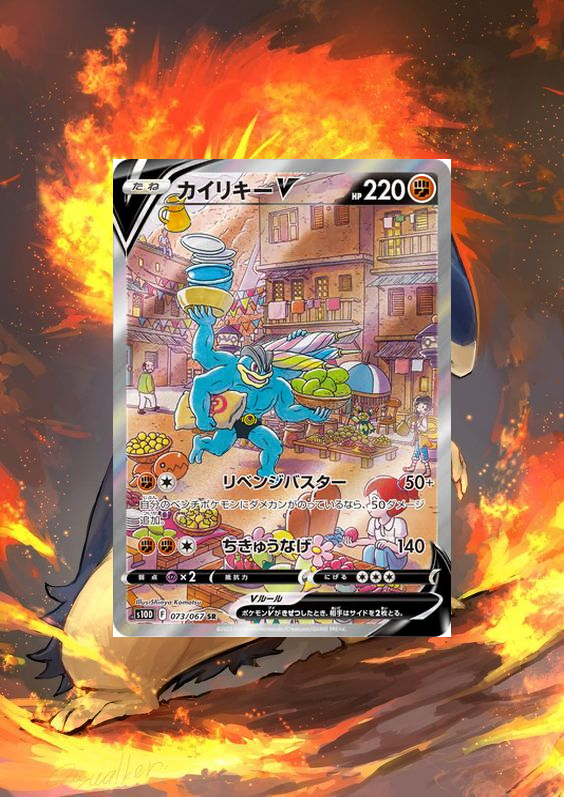 たね
カイリキーV
HP 220
リベンジバスター 50+
自分のベンチポケモンにダメカンがのっているなら、50ダメージ
追加。
ちきゅうなげ 140
弱点 ×2 抵抗力 にげる
Vルール
ポケモンVがきぜつしたとき、相手はサイドを2枚とる。
Illus. Shinya Komatsu
s10D F 073/067 SR